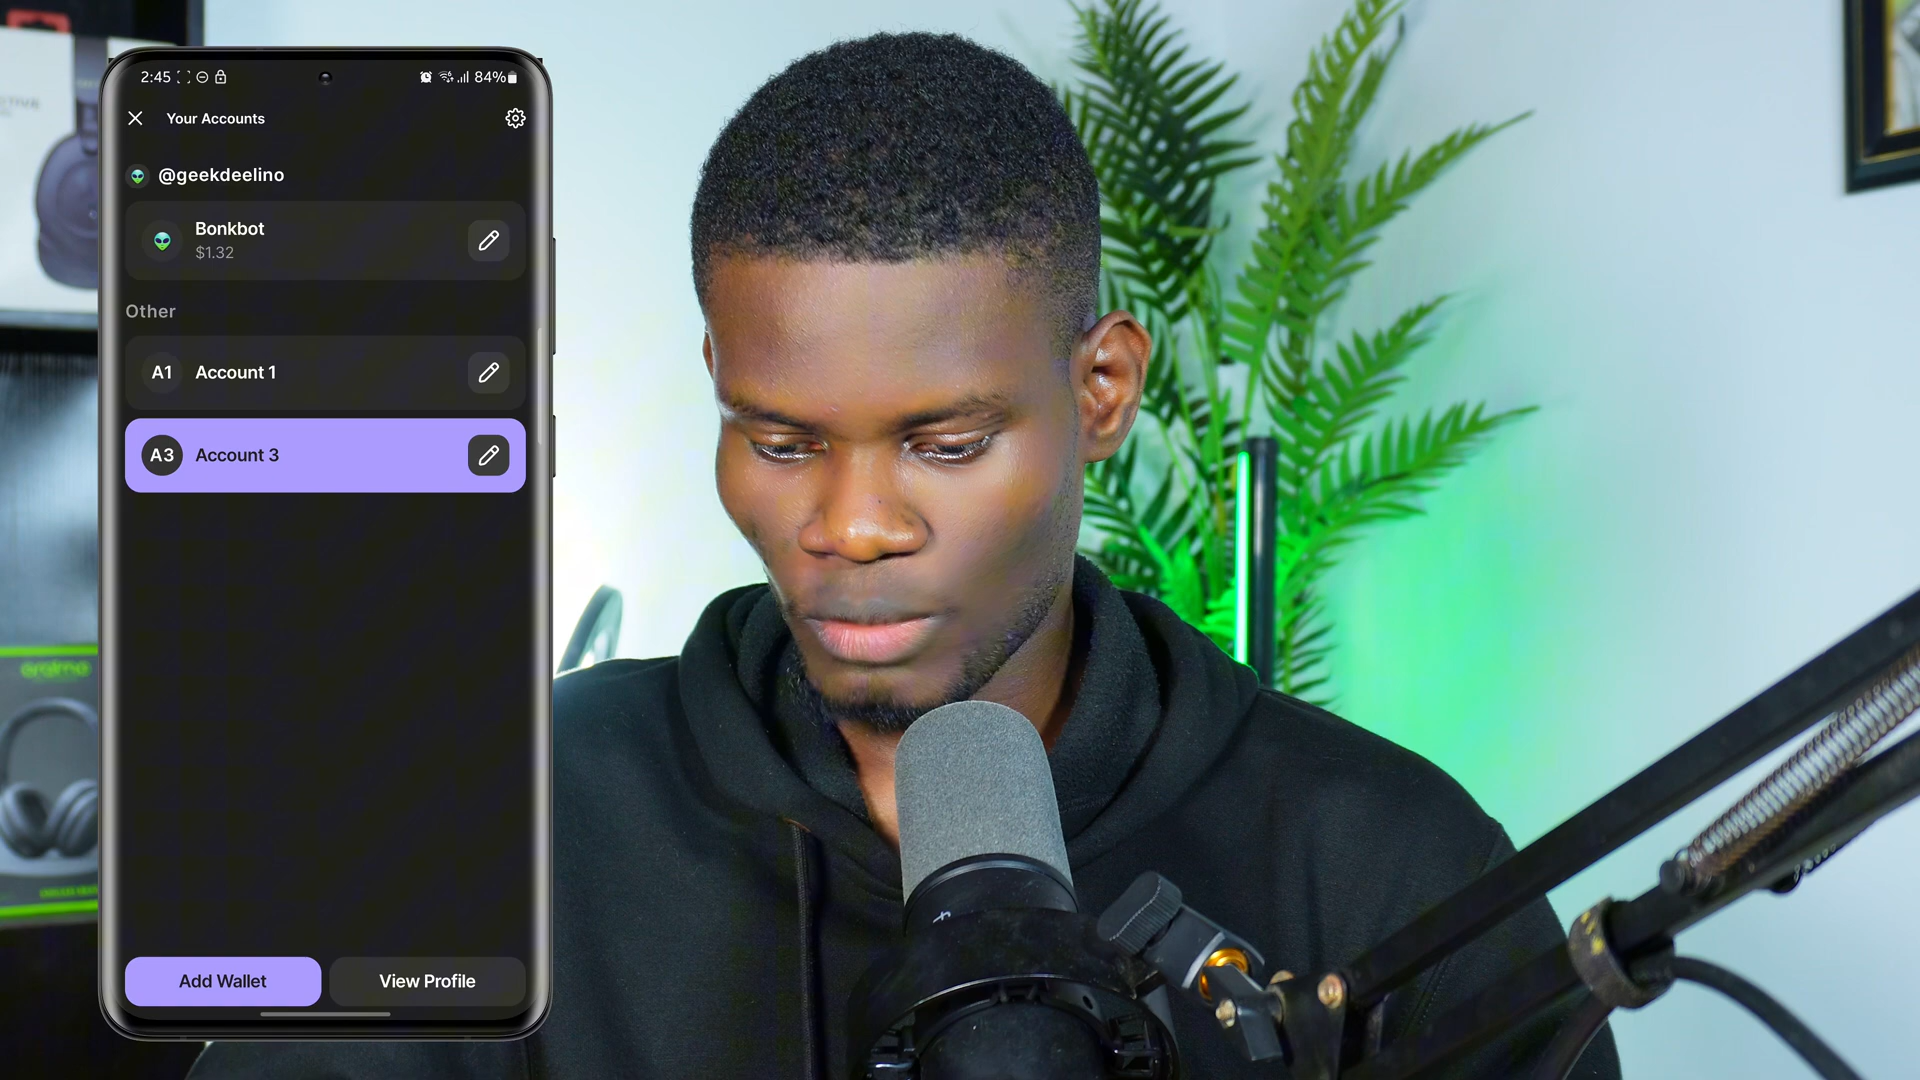 2:45
84%
Your Accounts
@geekdeelino
Bonkbot
$1.32
Other
A1 Account 1
A3 Account 3
Add Wallet
View Profile
oraimo